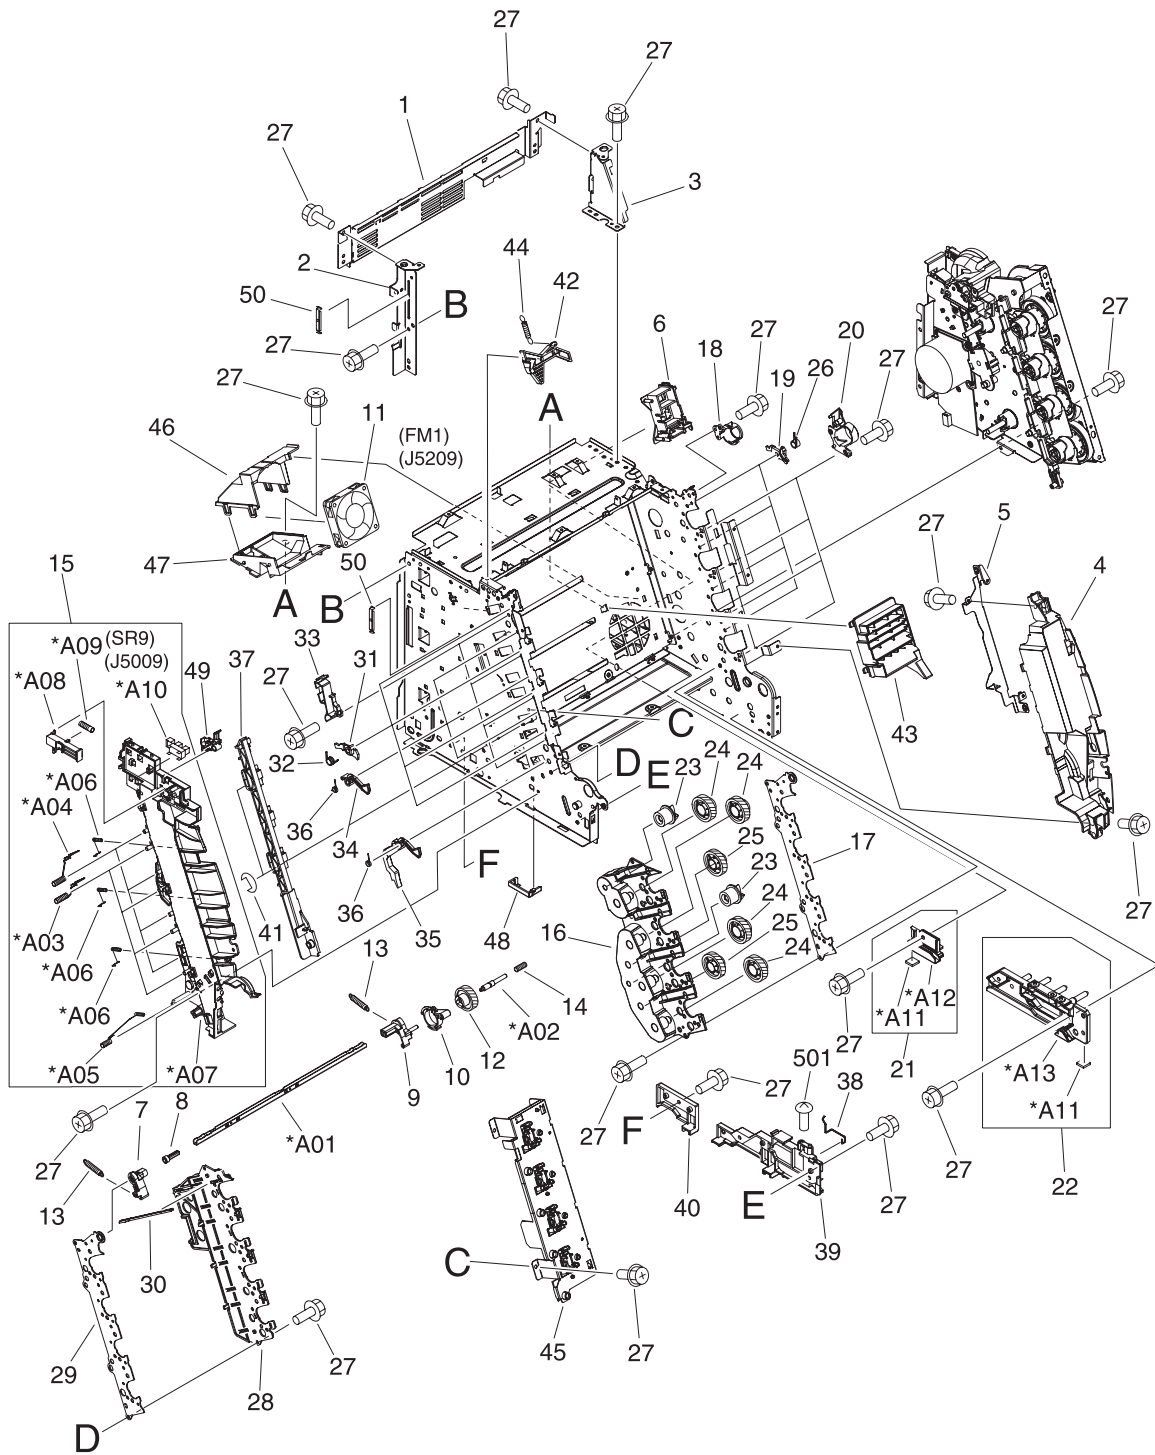 27
27
1
27
3
44
42
2
50
B
6
27
18
20
27
27
26
19
A
27
46
11
(FM1)
(J5209)
27
5
4
47
50
15
A
B
*A09
(SR9)
(J5009)
37
33
31
*A08
*A10
49
27
43
C
D
E
23
24
24
32
*A06
*A04
36
34
25
23
17
27
F
24
*A03
41
36
35
48
16
25
24
*A06
13
14
*A12
*A06
*A02
*A11
27
27
21
*A13
*A05
*A07
9
10
12
501
38
*A11
7
8
27
*A01
27
F
27
22
27
13
40
E
27
39
30
C
29
28
27
45
27
D